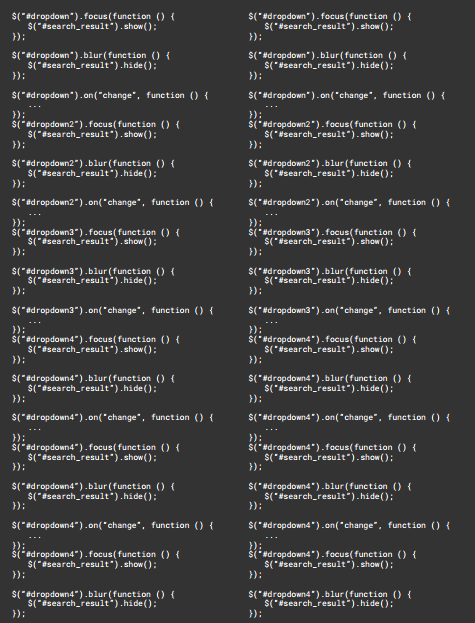 $("#dropdown").focus(function () {
$("#search_result").show();
});
$("#dropdown").blur(function () {
$("#search_result").hide();
});
$("#dropdown").on("change", function () {
...
});
$("#dropdown2").focus(function () {
$("#search_result").show();
});
$("#dropdown2").blur(function () {
$("#search_result").hide();
});
$("#dropdown2").on("change", function () {
...
});
$("#dropdown3").focus(function () {
$("#search_result").show();
});
$("#dropdown3").blur(function () {
$("#search_result").hide();
});
$("#dropdown3").on("change", function () {
...
});
$("#dropdown4").focus(function () {
$("#search_result").show();
});
$("#dropdown4").blur(function () {
$("#search_result").hide();
});
$("#dropdown4").on("change", function () {
...
});
$("#dropdown4").focus(function () {
$("#search_result").show();
});
$("#dropdown4").blur(function () {
$("#search_result").hide();
});
$("#dropdown4").on("change", function () {
...
});
$("#dropdown4").focus(function () {
$("#search_result").show();
});
$("#dropdown4").blur(function () {
$("#search_result").hide();
});
$("#dropdown").focus(function () {
$("#search_result").show();
});
$("#dropdown").blur(function () {
$("#search_result").hide();
});
$("#dropdown").on("change", function () {
...
});
$("#dropdown2").focus(function () {
$("#search_result").show();
});
$("#dropdown2").blur(function () {
$("#search_result").hide();
});
$("#dropdown2").on("change", function () {
...
});
$("#dropdown3").focus(function () {
$("#search_result").show();
});
$("#dropdown3").blur(function () {
$("#search_result").hide();
});
$("#dropdown3").on("change", function () {
...
});
$("#dropdown4").focus(function () {
$("#search_result").show();
});
$("#dropdown4").blur(function () {
$("#search_result").hide();
});
$("#dropdown4").on("change", function () {
...
});
$("#dropdown4").focus(function () {
$("#search_result").show();
});
$("#dropdown4").blur(function () {
$("#search_result").hide();
});
$("#dropdown4").on("change", function () {
...
});
$("#dropdown4").focus(function () {
$("#search_result").show();
});
$("#dropdown4").blur(function () {
$("#search_result").hide();
});